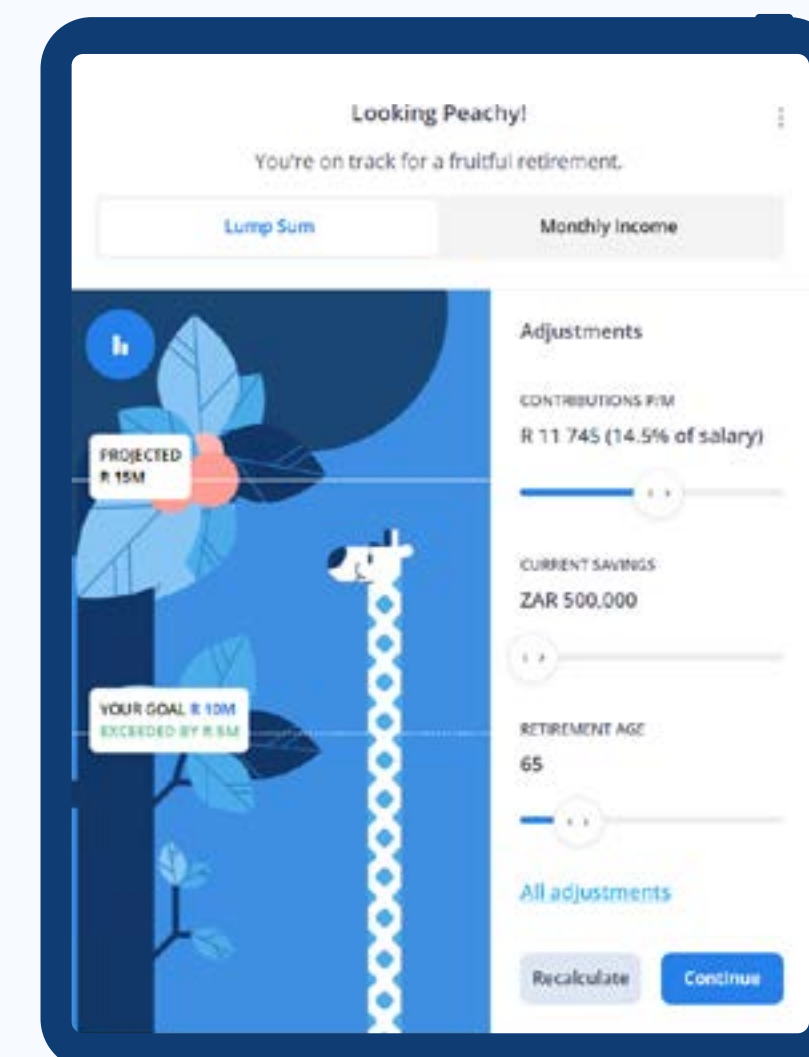 Looking Peachy!
You're on track for a fruitful retirement.
Lump Sum
Monthly Income
PROJECTED
R 15M
YOUR GOAL R 10M
EXCEEDED BY R 5M
Adjustments
CONTRIBUTIONS P/M
R 11 745 (14.5% of salary)
CURRENT SAVINGS
ZAR 500,000
RETIREMENT AGE
65
All adjustments
Recalculate
Continue